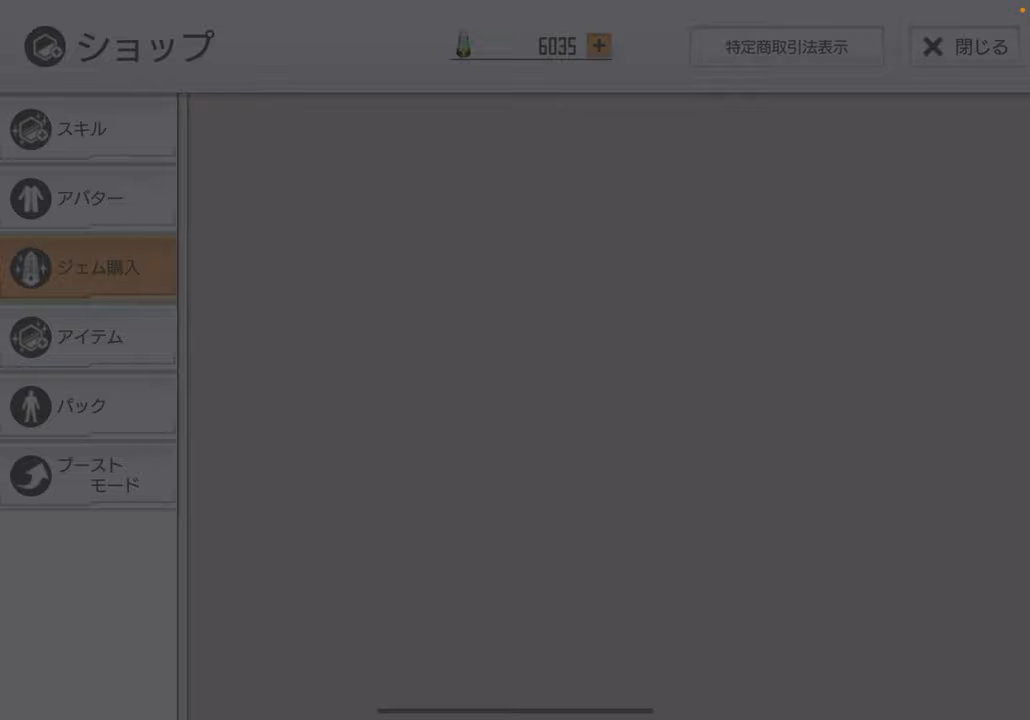 ショップ
6035
特定商取引法表示
閉じる
スキル
アバター
ジェム購入
アイテム
パック
ブースト
モード